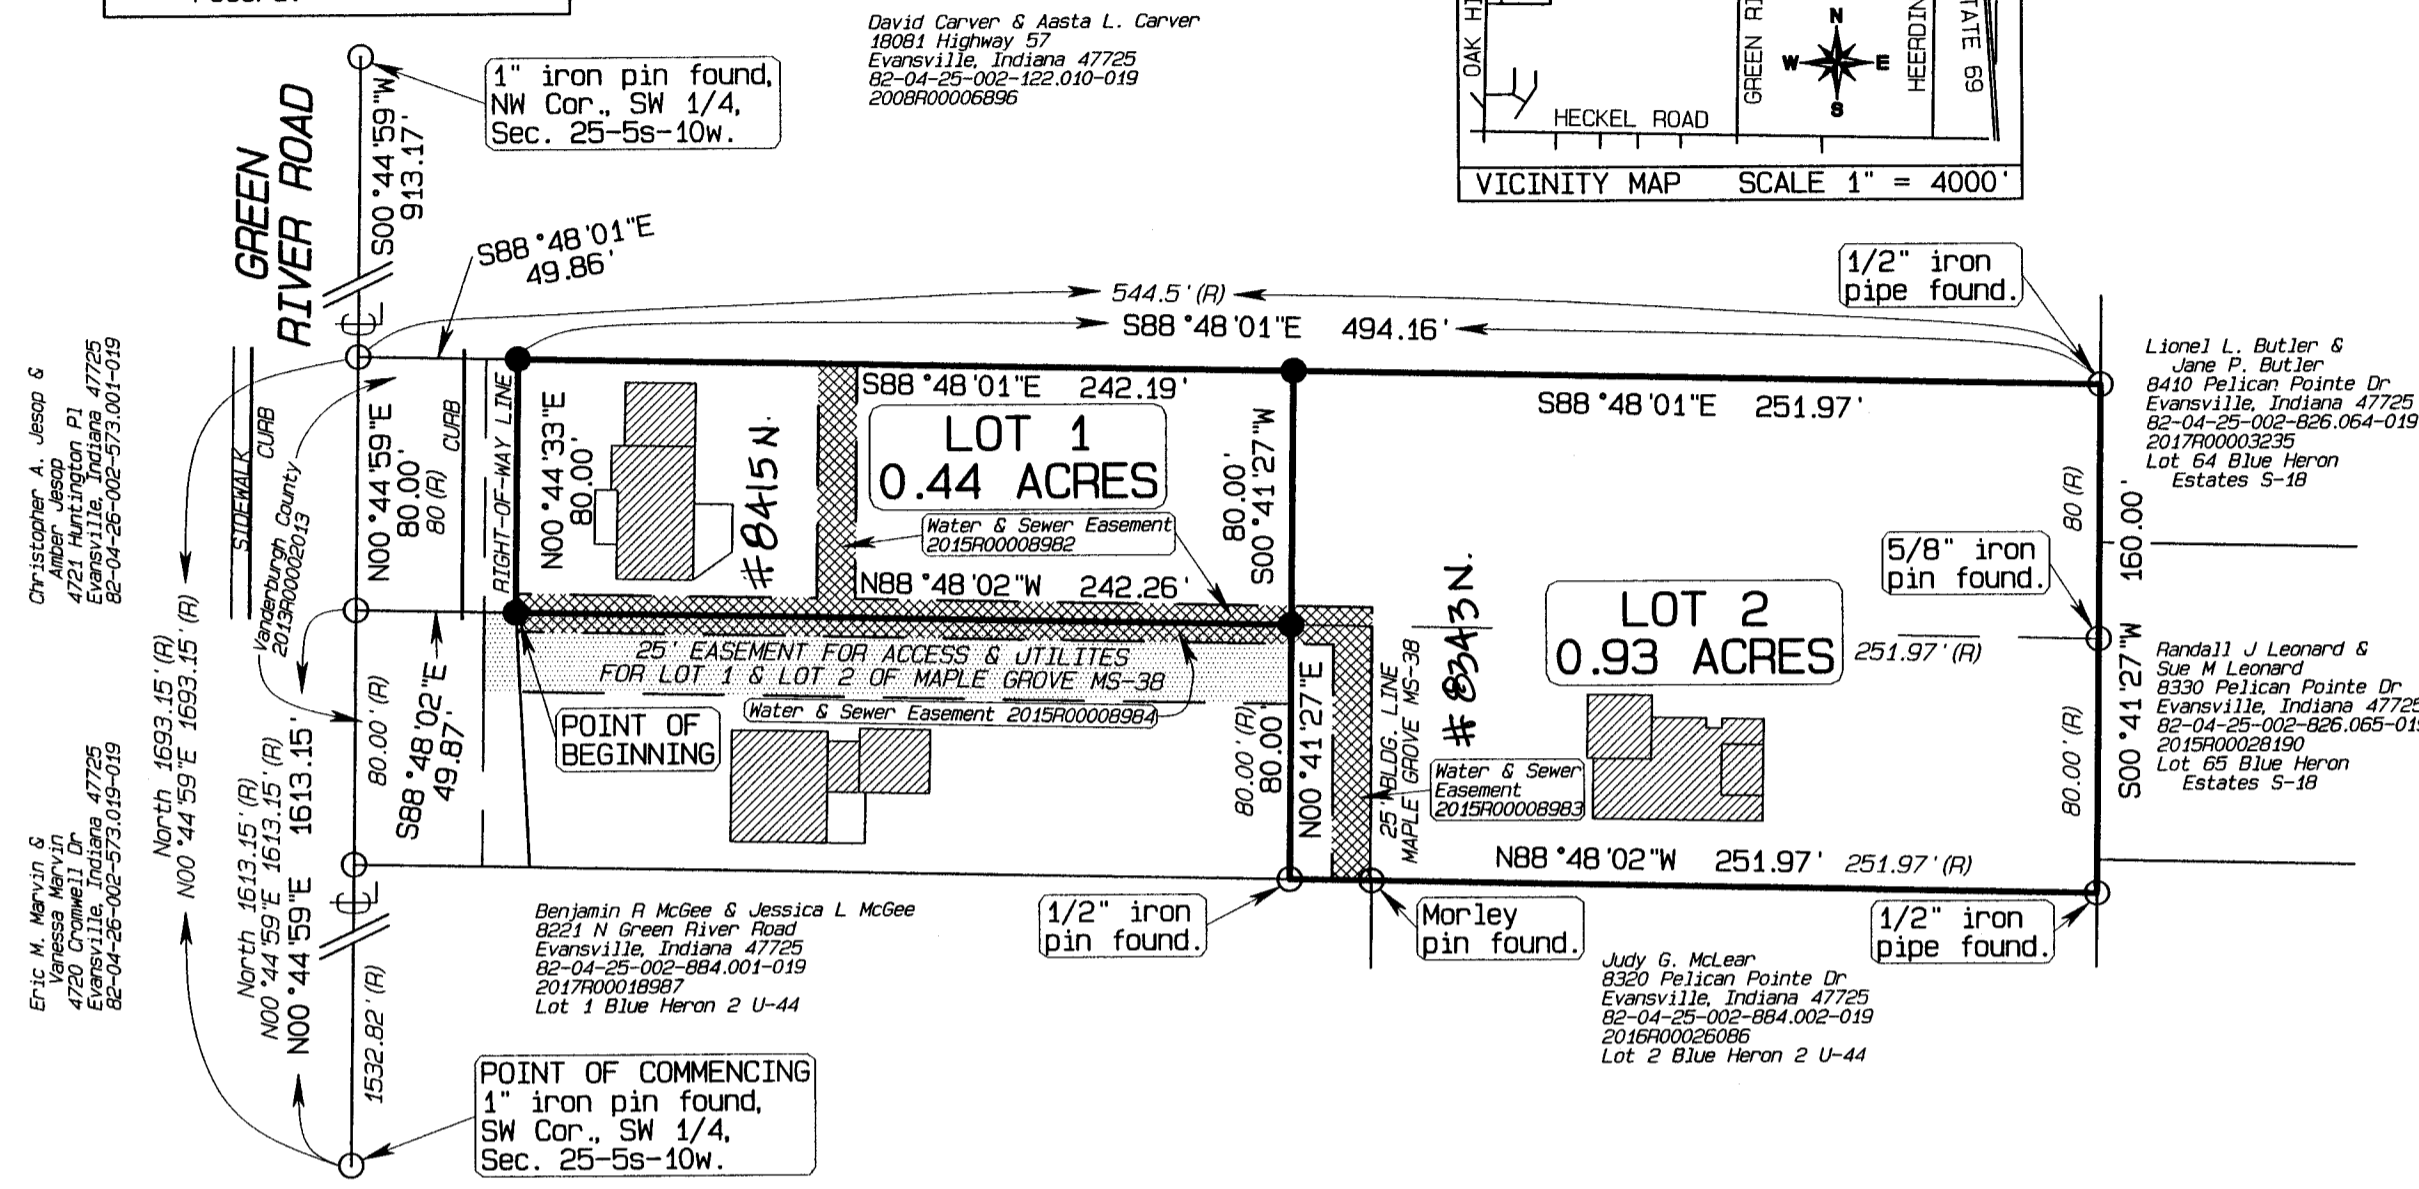 David Carver & Aasta L. Carver
18081 Highway 57
Evansville, Indiana 47725
82-04-25-002-122.010-019
2008R00006896
1" iron pin found,
NW Cor., SW 1/4,
Sec. 25-5s-10w.
GREEN
RIVER ROAD
S00°44'59"W
913.17'
S88°48'01"E
49.86'
OAK HI
GREEN RI
HEERDIN
TATE 69
N
W
E
S
HECKEL ROAD
VICINITY MAP SCALE 1" = 4000'
544.5'(R)
S88°48'01"E 494.16'
1/2" iron
pipe found.
Christopher A. Jesop &
Amber Jesop
4721 Huntington Pl
Evansville, Indiana 47725
82-04-26-002-573.001-019
SIDEWALK
CURB
Vanderburgh County
2013R00002013
N00°44'59"E
80.00'
80 (R)
CURB
RIGHT-OF-WAY LINE
N00°44'33"E
80.00'
#8415 N.
S88°48'01"E 242.19'
LOT 1
0.44 ACRES
Water & Sewer Easement
2015R00008982
N88°48'02"W 242.26'
80.00'
S00°41'27"W
S88°48'01"E 251.97'
Lionel L. Butler &
Jane P. Butler
8410 Pelican Pointe Dr
Evansville, Indiana 47725
82-04-25-002-826.064-019
2017R00003235
Lot 64 Blue Heron
Estates S-18
80 (R)
160.00'
S00°41'27"W
5/8" iron
pin found.
#8343 N.
LOT 2
0.93 ACRES
251.97'(R)
Randall J Leonard &
Sue M Leonard
8330 Pelican Pointe Dr
Evansville, Indiana 47725
82-04-25-002-826.065-019
2015R00028190
Lot 65 Blue Heron
Estates S-18
80.00'(R)
25' EASEMENT FOR ACCESS & UTILITES
FOR LOT 1 & LOT 2 OF MAPLE GROVE MS-38
Water & Sewer Easement 2015R00008984
POINT OF
BEGINNING
80.00'(R)
80.00'
N00°41'27"E
25' BLDG. LINE
MAPLE GROVE MS-38
Water & Sewer
Easement
2015R00008983
N88°48'02"W 251.97' 251.97'(R)
North 1693.15'(R)
N00°44'59"E 1693.15'(R)
North 1613.15'(R)
N00°44'59"E 1613.15'(R)
N00°44'59"E 1613.15'
80.00'(R)
S88°48'02"E
49.87'
1532.82'(R)
Eric M. Marvin &
Vanessa Marvin
4720 Cromwell Dr
Evansville, Indiana 47725
82-04-26-002-573.019-019
Benjamin R McGee & Jessica L McGee
8221 N Green River Road
Evansville, Indiana 47725
82-04-25-002-884.001-019
2017R00018987
Lot 1 Blue Heron 2 U-44
1/2" iron
pin found.
Morley
pin found.
1/2" iron
pipe found.
Judy G. McLear
8320 Pelican Pointe Dr
Evansville, Indiana 47725
82-04-25-002-884.002-019
2016R00026086
Lot 2 Blue Heron 2 U-44
POINT OF COMMENCING
1" iron pin found,
SW Cor., SW 1/4,
Sec. 25-5s-10w.